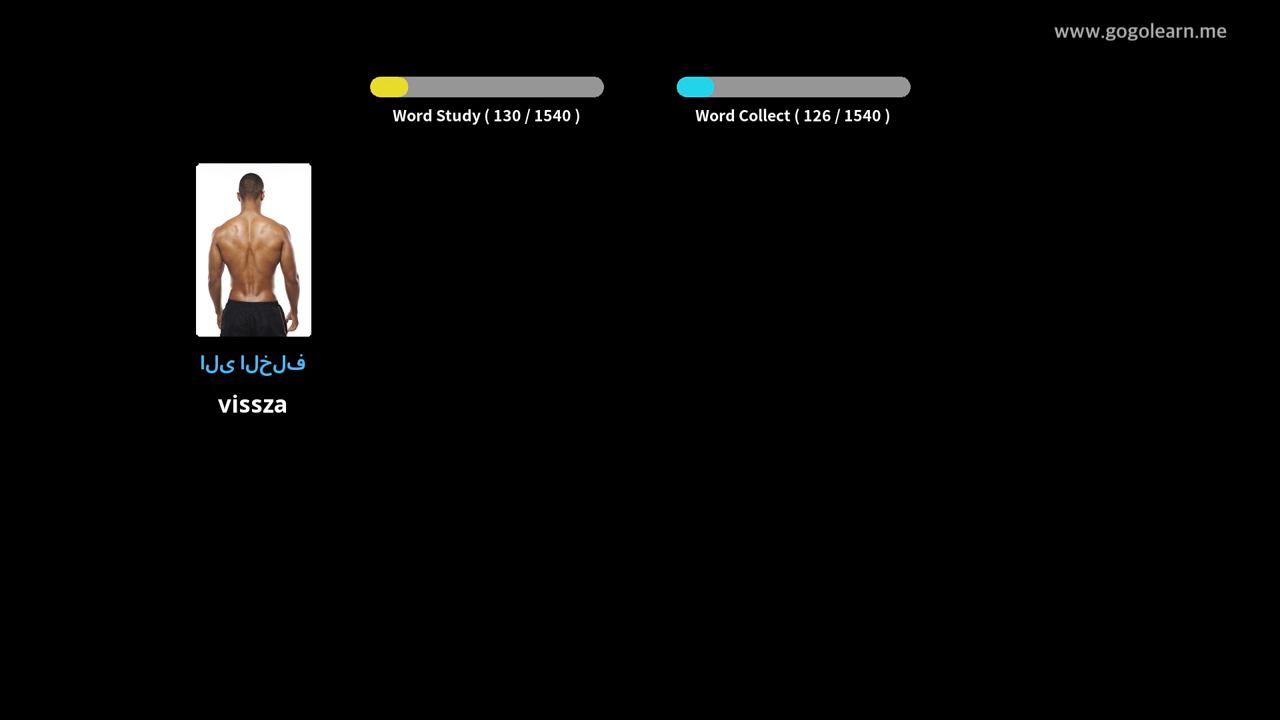 www.gogolearn.me
Word Study ( 130 / 1540 )
Word Collect ( 126 / 1540 )
الى الخلف
vissza